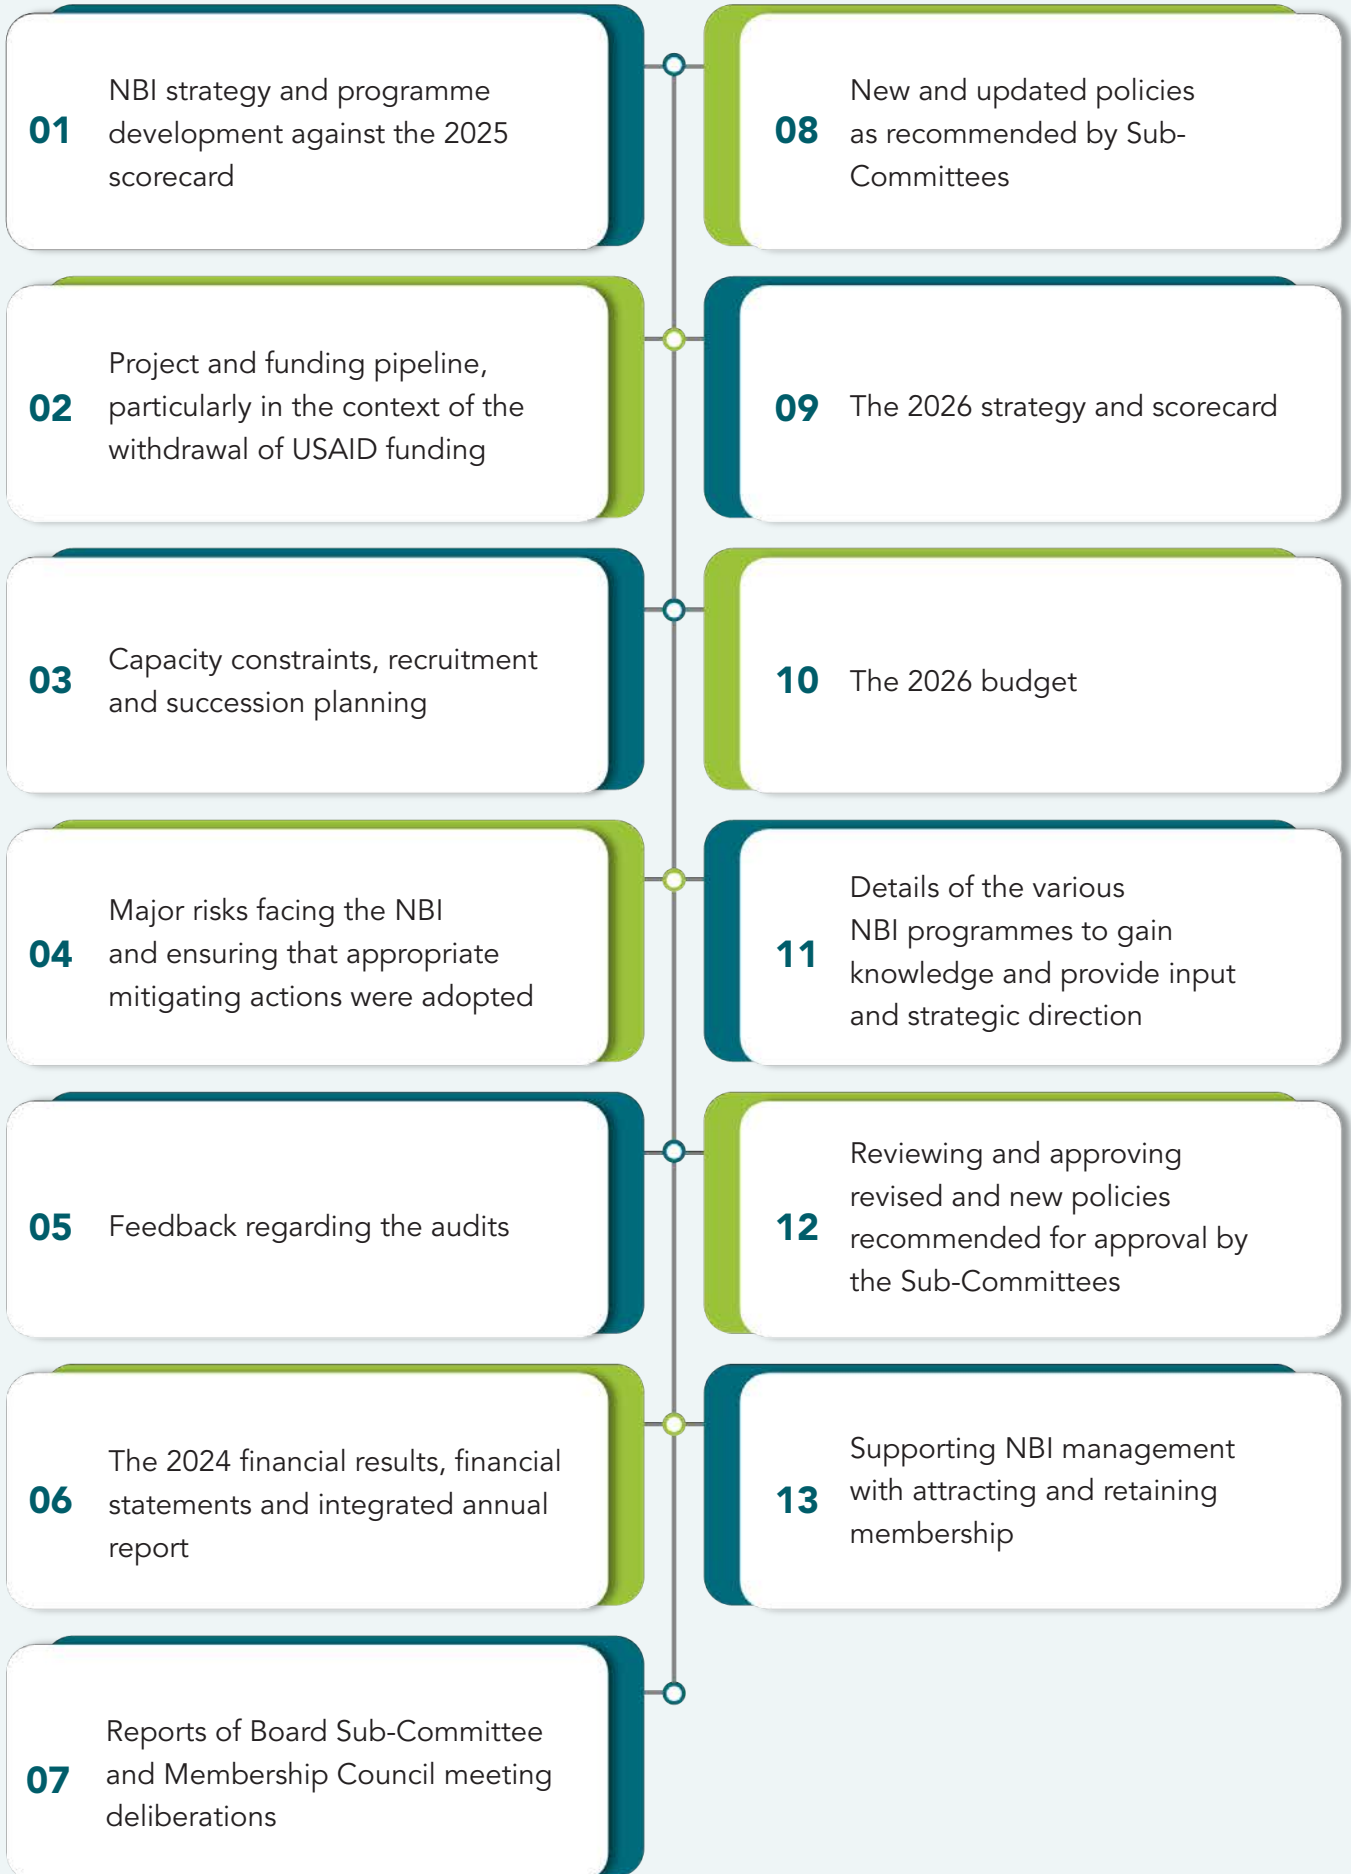 01
NBI strategy and programme
development against the 2025
scorecard
02
Project and funding pipeline,
particularly in the context of the
withdrawal of USAID funding
03
Capacity constraints, recruitment
and succession planning
04
Major risks facing the NBI
and ensuring that appropriate
mitigating actions were adopted
05
Feedback regarding the audits
06
The 2024 financial results, financial
statements and integrated annual
report
07
Reports of Board Sub-Committee
and Membership Council meeting
deliberations
08
New and updated policies
as recommended by Sub-
Committees
09
The 2026 strategy and scorecard
10
The 2026 budget
11
Details of the various
NBI programmes to gain
knowledge and provide input
and strategic direction
12
Reviewing and approving
revised and new policies
recommended for approval by
the Sub-Committees
13
Supporting NBI management
with attracting and retaining
membership